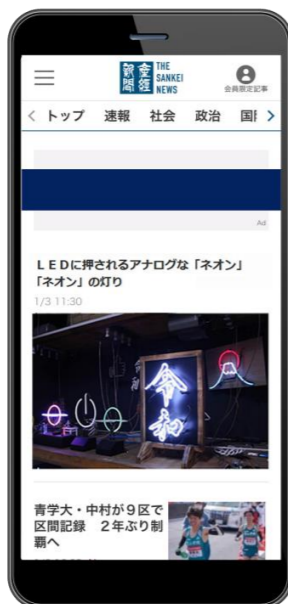 産経
新聞
THE
SANKEI
NEWS
会員限定記事
< トップ 速報 社会 政治 国際 >
Ad
ＬＥＤに押されるアナログな「ネオン」
「ネオン」の灯り
1/3 11:30
令和
青学大・中村が９区で
区間記録　２年ぶり制
覇へ